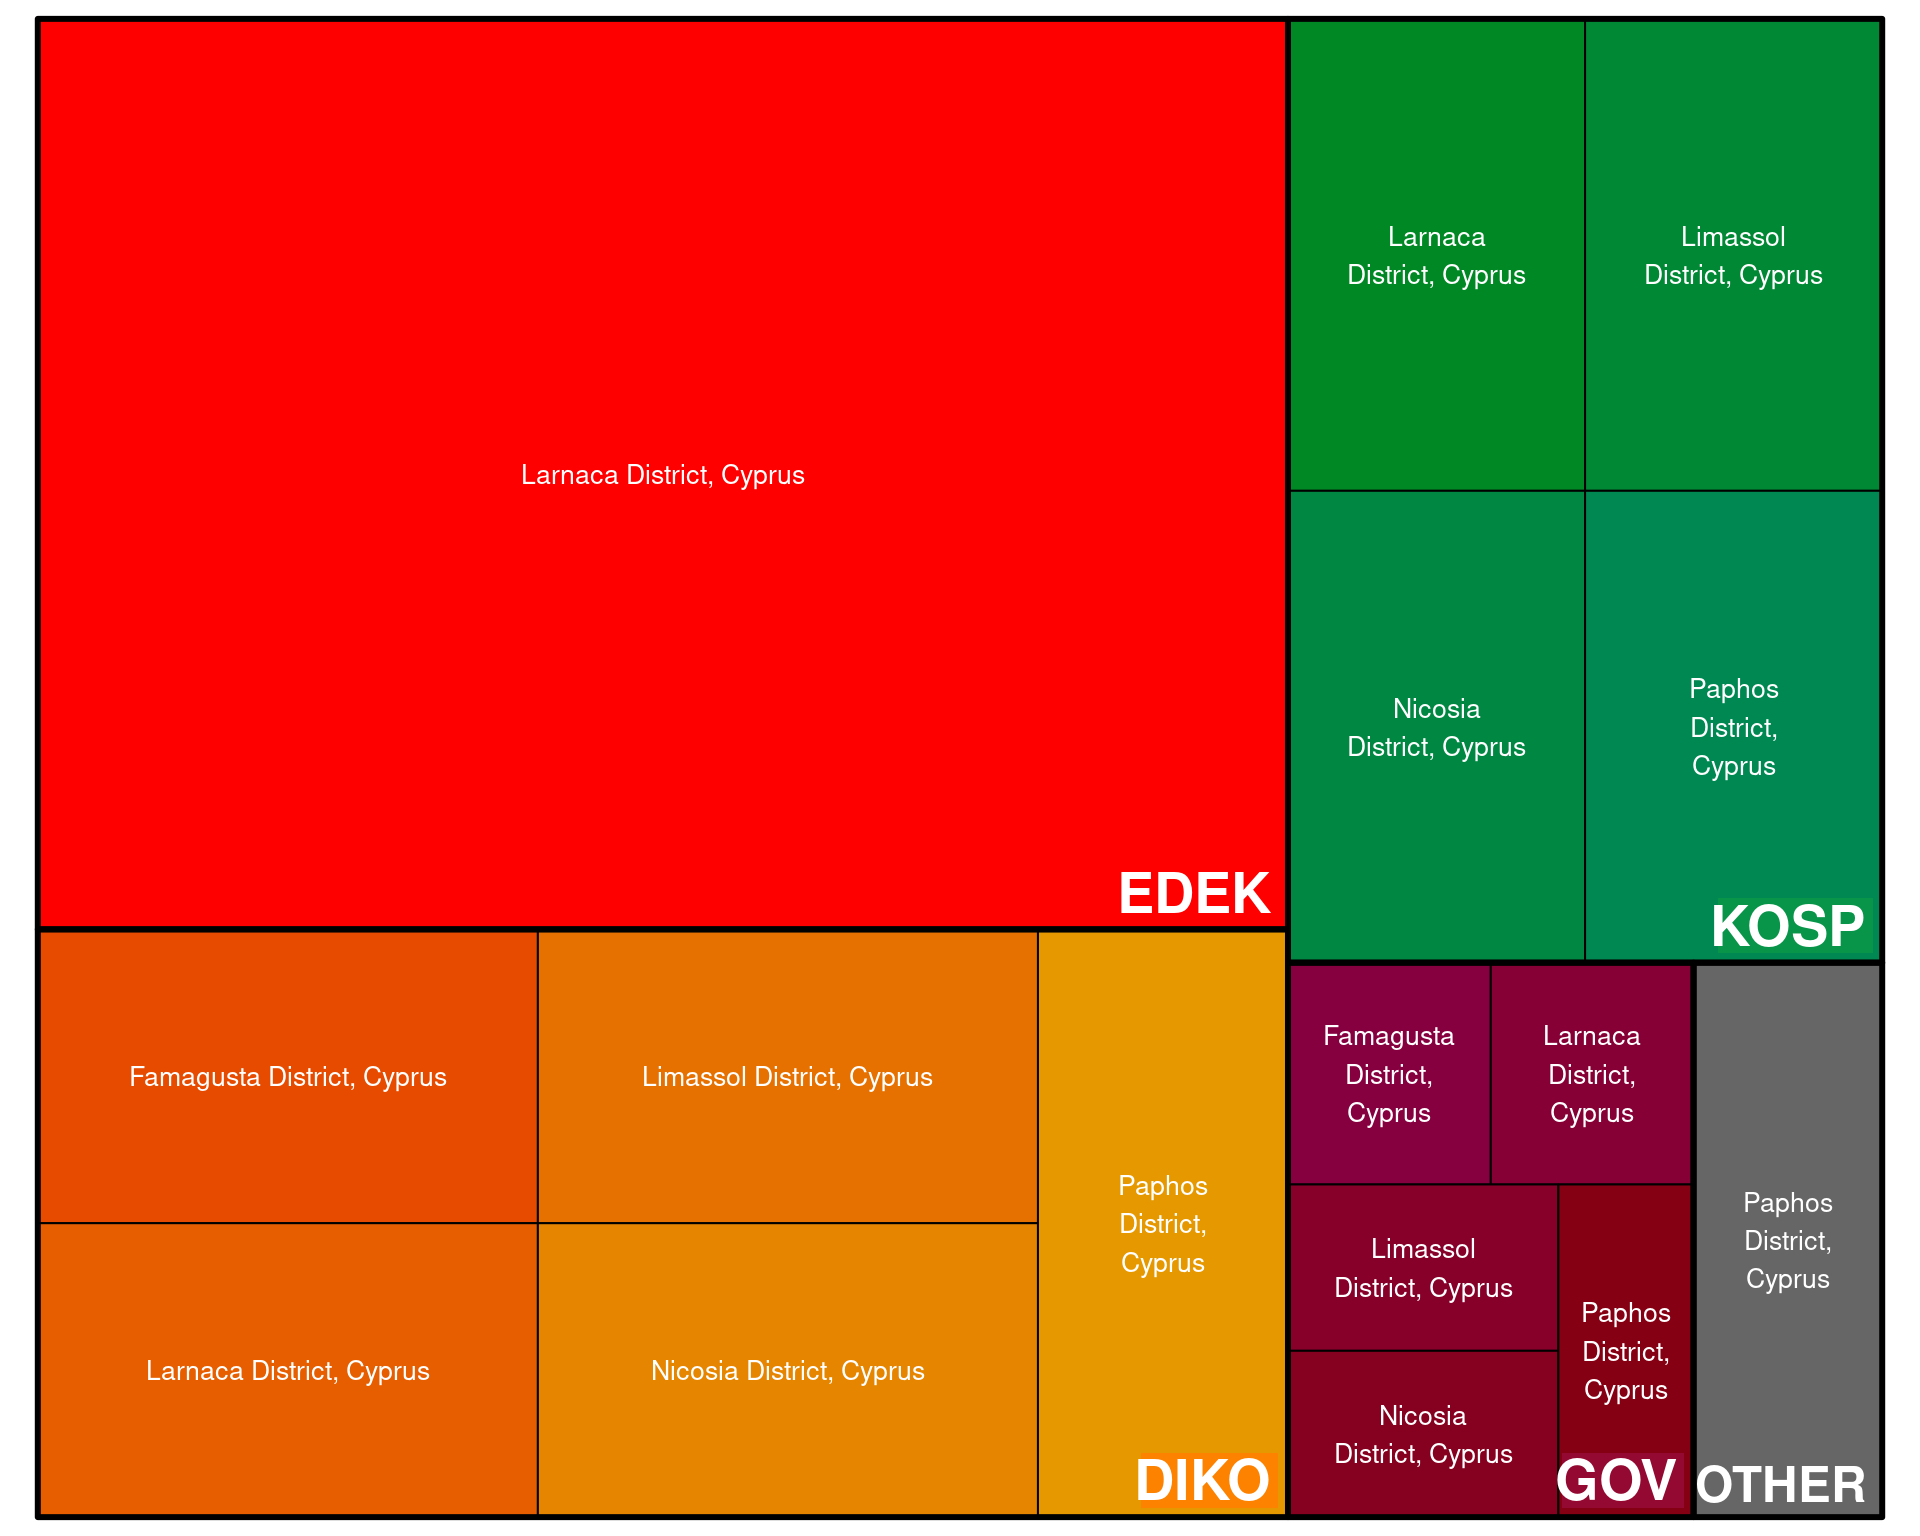 Larnaca District, Cyprus
EDEK
Larnaca
District, Cyprus
Limassol
District, Cyprus
Nicosia
District, Cyprus
Paphos
District,
Cyprus
KOSP
Famagusta District, Cyprus
Limassol District, Cyprus
Larnaca District, Cyprus
Nicosia District, Cyprus
Paphos
District,
Cyprus
DIKO
Famagusta
District,
Cyprus
Larnaca
District,
Cyprus
Limassol
District, Cyprus
Nicosia
District, Cyprus
Paphos
District,
Cyprus
GOV
Paphos
District,
Cyprus
OTHER